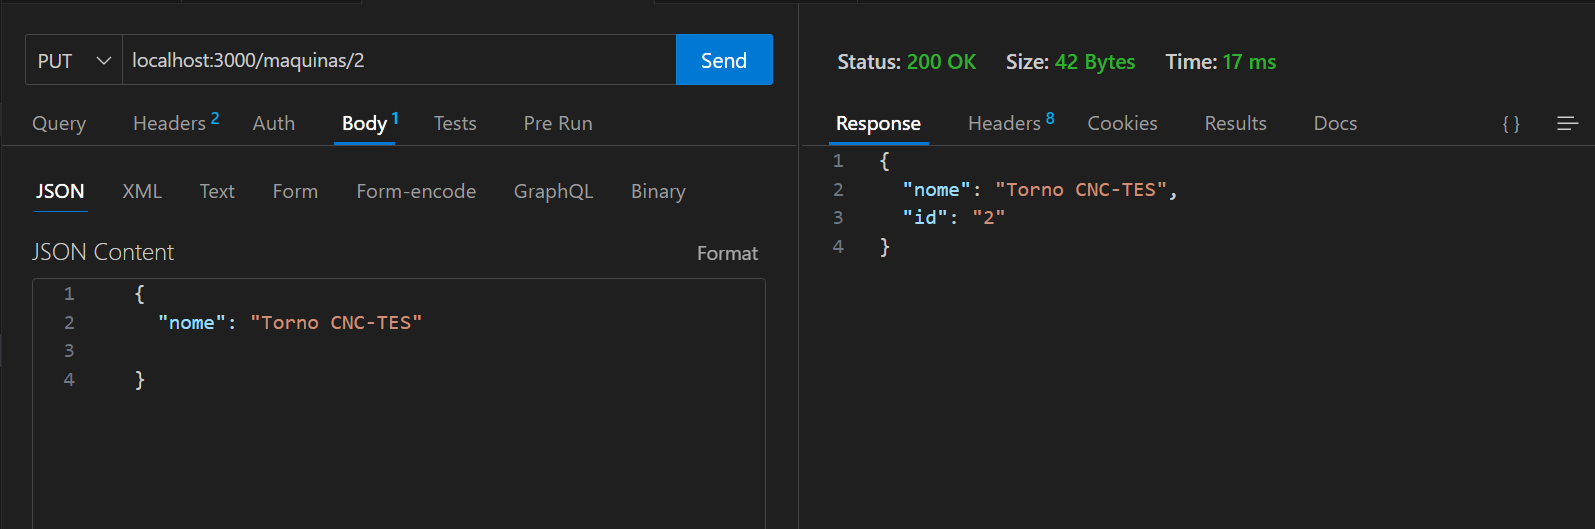 PUT localhost:3000/maquinas/2 Send
Query Headers 2 Auth Body 1 Tests Pre Run
JSON XML Text Form Form-encode GraphQL Binary
JSON Content Format
1 {
2 "nome": "Torno CNC-TES"
3
4 }
Status: 200 OK Size: 42 Bytes Time: 17 ms
Response Headers 8 Cookies Results Docs { }
1 {
2 "nome": "Torno CNC-TES",
3 "id": "2"
4 }